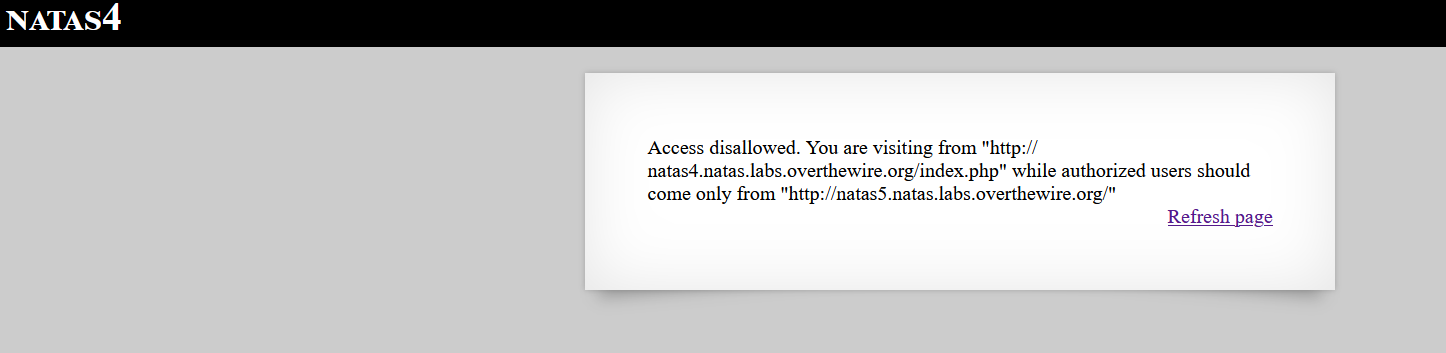 NATAS4
Access disallowed. You are visiting from "http://
natas4.natas.labs.overthewire.org/index.php" while authorized users should
come only from "http://natas5.natas.labs.overthewire.org/"
Refresh page